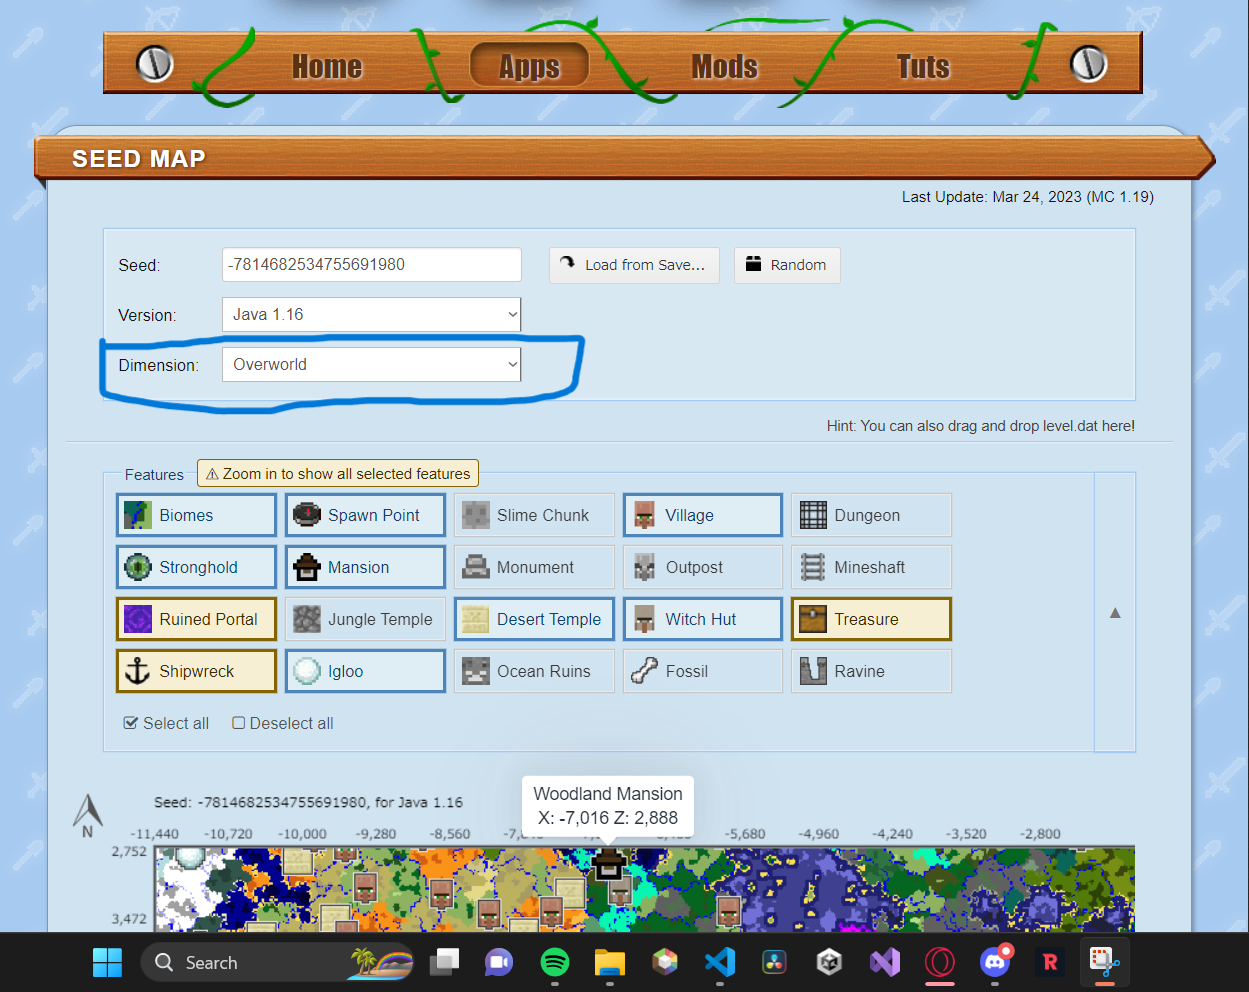 Home Apps Mods Tuts
SEED MAP
Last Update: Mar 24, 2023 (MC 1.19)
Seed: -7814682534755691980 Load from Save... Random
Version: Java 1.16
Dimension: Overworld
Hint: You can also drag and drop level.dat here!
Features ⚠ Zoom in to show all selected features
Biomes Spawn Point Slime Chunk Village Dungeon
Stronghold Mansion Monument Outpost Mineshaft
Ruined Portal Jungle Temple Desert Temple Witch Hut Treasure
Shipwreck Igloo Ocean Ruins Fossil Ravine
Select all Deselect all
Woodland Mansion
X: -7,016 Z: 2,888
Seed: -7814682534755691980, for Java 1.16
N
-11,440 -10,720 -10,000 -9,280 -8,560 -5,680 -4,960 -4,240 -3,520 -2,800
2,752
3,472
Search
R